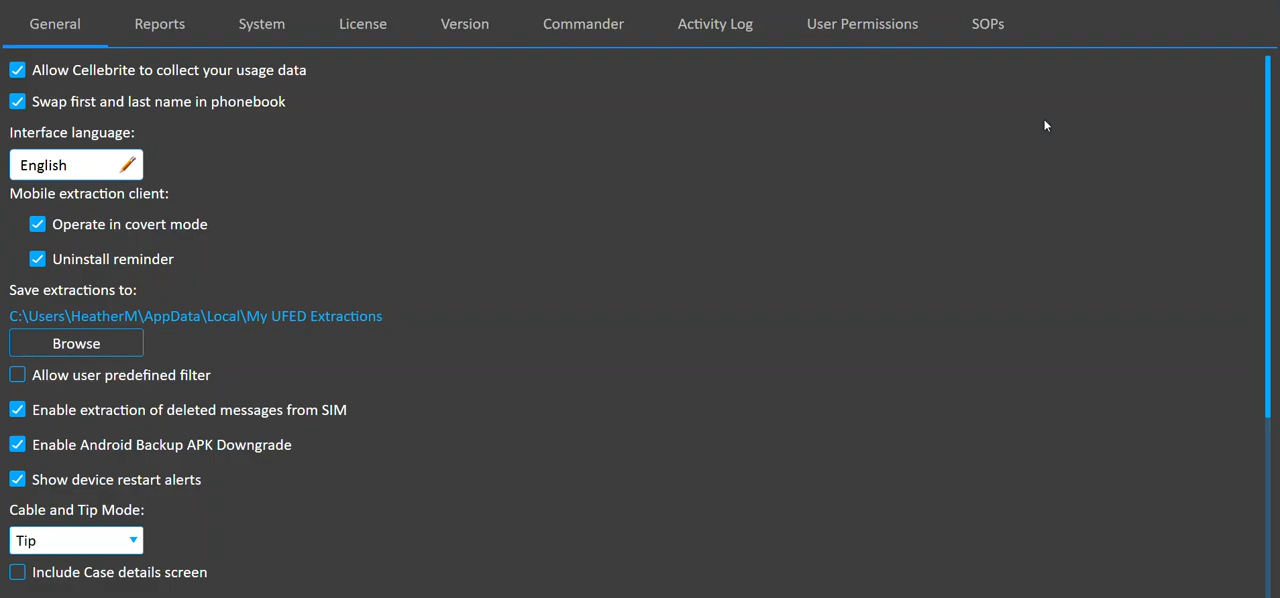 General Reports System License Version Commander Activity Log User Permissions SOPs
Allow Cellebrite to collect your usage data
Swap first and last name in phonebook
Interface language:
English
Mobile extraction client:
Operate in covert mode
Uninstall reminder
Save extractions to:
C:\Users\HeatherM\AppData\Local\My UFED Extractions
Browse
Allow user predefined filter
Enable extraction of deleted messages from SIM
Enable Android Backup APK Downgrade
Show device restart alerts
Cable and Tip Mode:
Tip
Include Case details screen